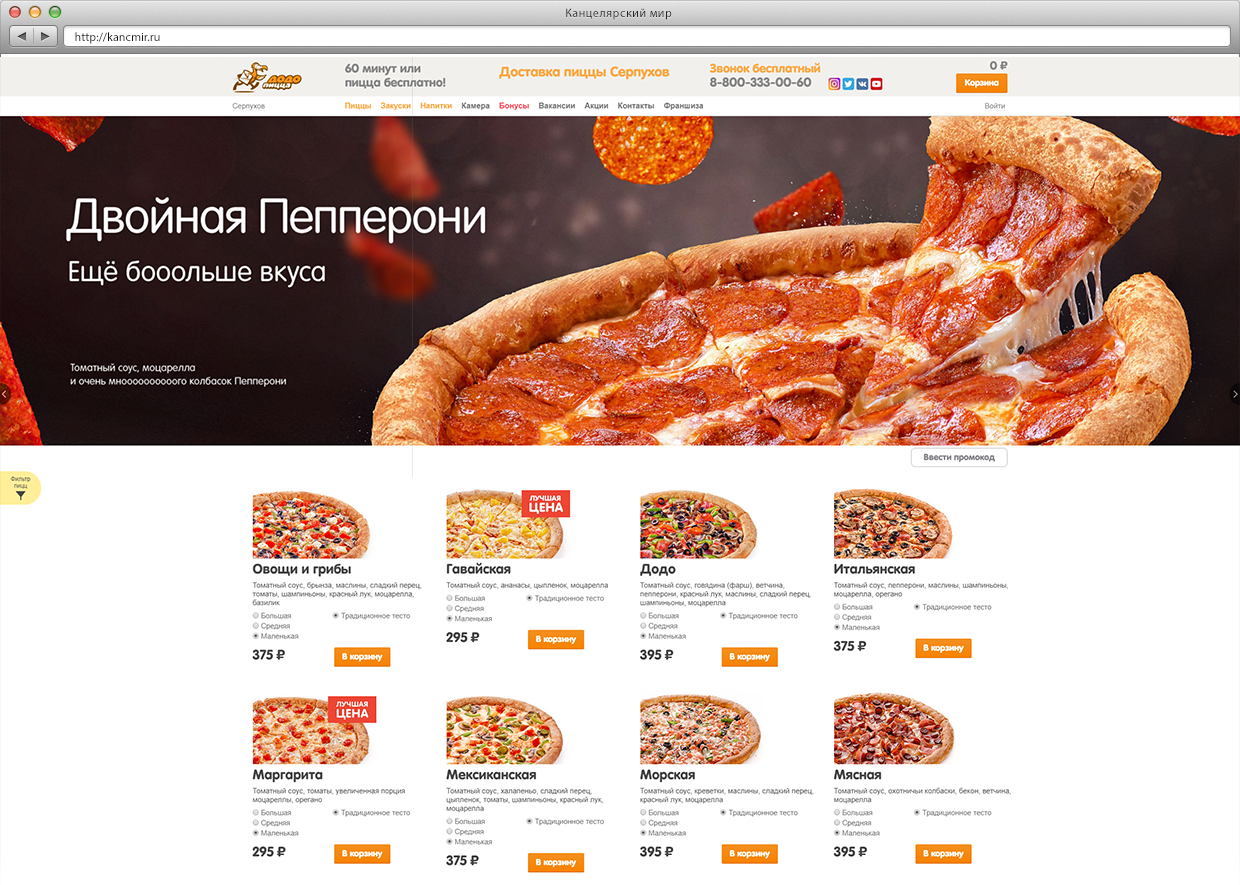 Канцелярский мир
http://kancmir.ru
додо
пицца
60 минут или
пицца бесплатно!
Доставка пиццы Серпухов
Звонок бесплатный
8-800-333-00-60
0 ₽
Корзина
Серпухов
Пиццы Закуски Напитки Камера Бонусы Вакансии Акции Контакты Франшиза
Войти
Двойная Пепперони
Ещё бооольше вкуса
Томатный соус, моцарелла
и очень мноооооооооого колбасок Пепперони
Ввести промокод
Фильтр
пицц
Овощи и грибы
Томатный соус, брынза, маслины, сладкий перец,
томаты, шампиньоны, красный лук, моцарелла,
базилик
Большая
Традиционное тесто
Средняя
Маленькая
375 ₽
В корзину
ЛУЧШАЯ
ЦЕНА
Гавайская
Томатный соус, ананасы, цыпленок, моцарелла
Большая
Традиционное тесто
Средняя
Маленькая
295 ₽
В корзину
Додо
Томатный соус, говядина (фарш), ветчина,
пепперони, красный лук, маслины, сладкий перец,
шампиньоны, моцарелла
Большая
Традиционное тесто
Средняя
Маленькая
395 ₽
В корзину
Итальянская
Томатный соус, пепперони, маслины, шампиньоны,
моцарелла, орегано
Большая
Традиционное тесто
Средняя
Маленькая
375 ₽
В корзину
ЛУЧШАЯ
ЦЕНА
Маргарита
Томатный соус, томаты, увеличенная порция
моцареллы, орегано
Большая
Традиционное тесто
Средняя
Маленькая
295 ₽
В корзину
Мексиканская
Томатный соус, халапеньо, сладкий перец,
цыпленок, томаты, шампиньоны, красный лук,
моцарелла
Большая
Традиционное тесто
Средняя
Маленькая
375 ₽
В корзину
Морская
Томатный соус, креветки, маслины, сладкий перец,
красный лук, моцарелла
Большая
Традиционное тесто
Средняя
Маленькая
395 ₽
В корзину
Мясная
Томатный соус, охотничьи колбаски, бекон, ветчина,
моцарелла
Большая
Традиционное тесто
Средняя
Маленькая
395 ₽
В корзину